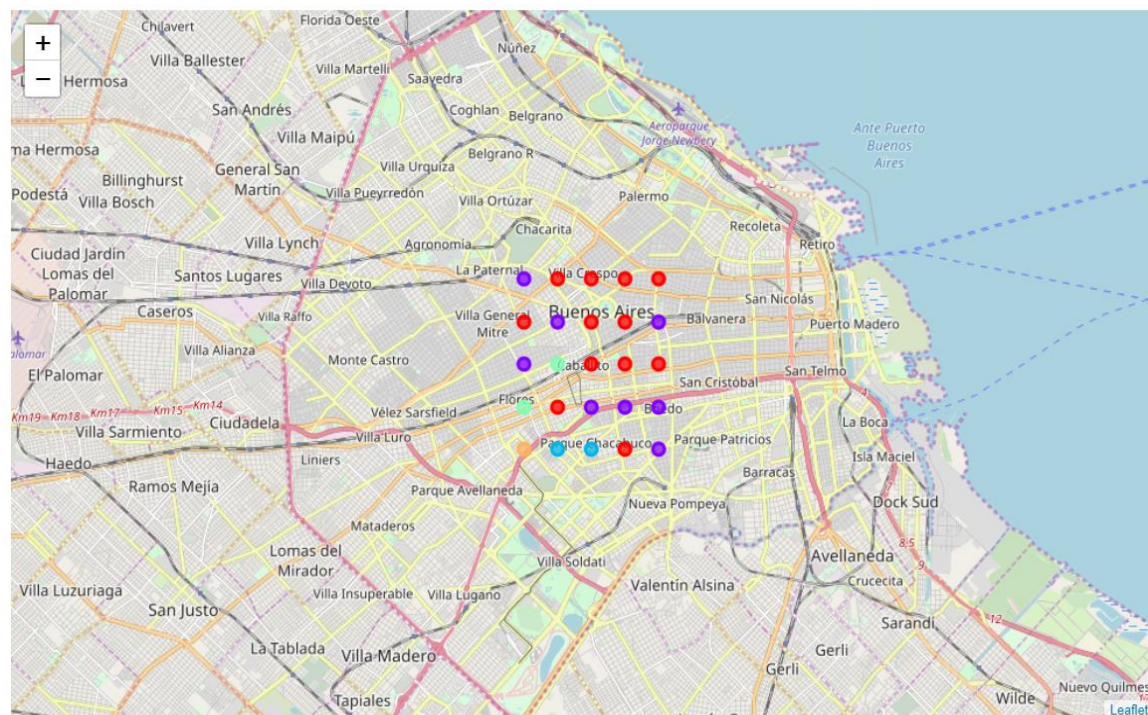 Chilavert
Florida Oeste
+
−
Villa Ballester
Villa Martelli
Núñez
Saavedra
Hermosa
San Andrés
Coghlan
Belgrano
Aeroparque
Jorge Newbery
Ante Puerto
Buenos
Aires
Villa Maipú
ma Hermosa
Belgrano R
Billinghurst
General San
Martin
Villa Urquiza
Podestá
Villa Bosch
Villa Pueyrredón
Palermo
Villa Ortúzar
Chacarita
Recoleta
Ciudad Jardín
Lomas del
Palomar
Villa Lynch
Agronomía
Retiro
Santos Lugares
La Paternal
Villa Crespo
Villa Devoto
San Nicolás
Caseros
Villa Raffo
Villa General
Mitre
Buenos Aires
Balvanera
Puerto Madero
alomar
Villa Alianza
Monte Castro
Caballito
El Palomar
San Telmo
San Cristóbal
Flores
4
Km19
Km18
Km17
Km15
Km14
Vélez Sarsfield
Boedo
Villa Sarmiento
Ciudadela
La Boca
Villa Luro
Parque Chacabuco
Parque Patricios
Haedo
Liniers
Isla Maciel
Barracas
Ramos Mejía
Parque Avellaneda
Nueva Pompeya
Dock Sud
Mataderos
8.5
9
Lomas del
Mirador
Villa Soldati
Avellaneda
Villa Luzuriaga
Villa Insuperable
Villa Lugano
Valentín Alsina
Crucecita
San Justo
Sarandí
12
La Tablada
Villa Madero
Gerli
Gerli
Tapiales
Wilde
Nuevo Quilmes
Leaflet